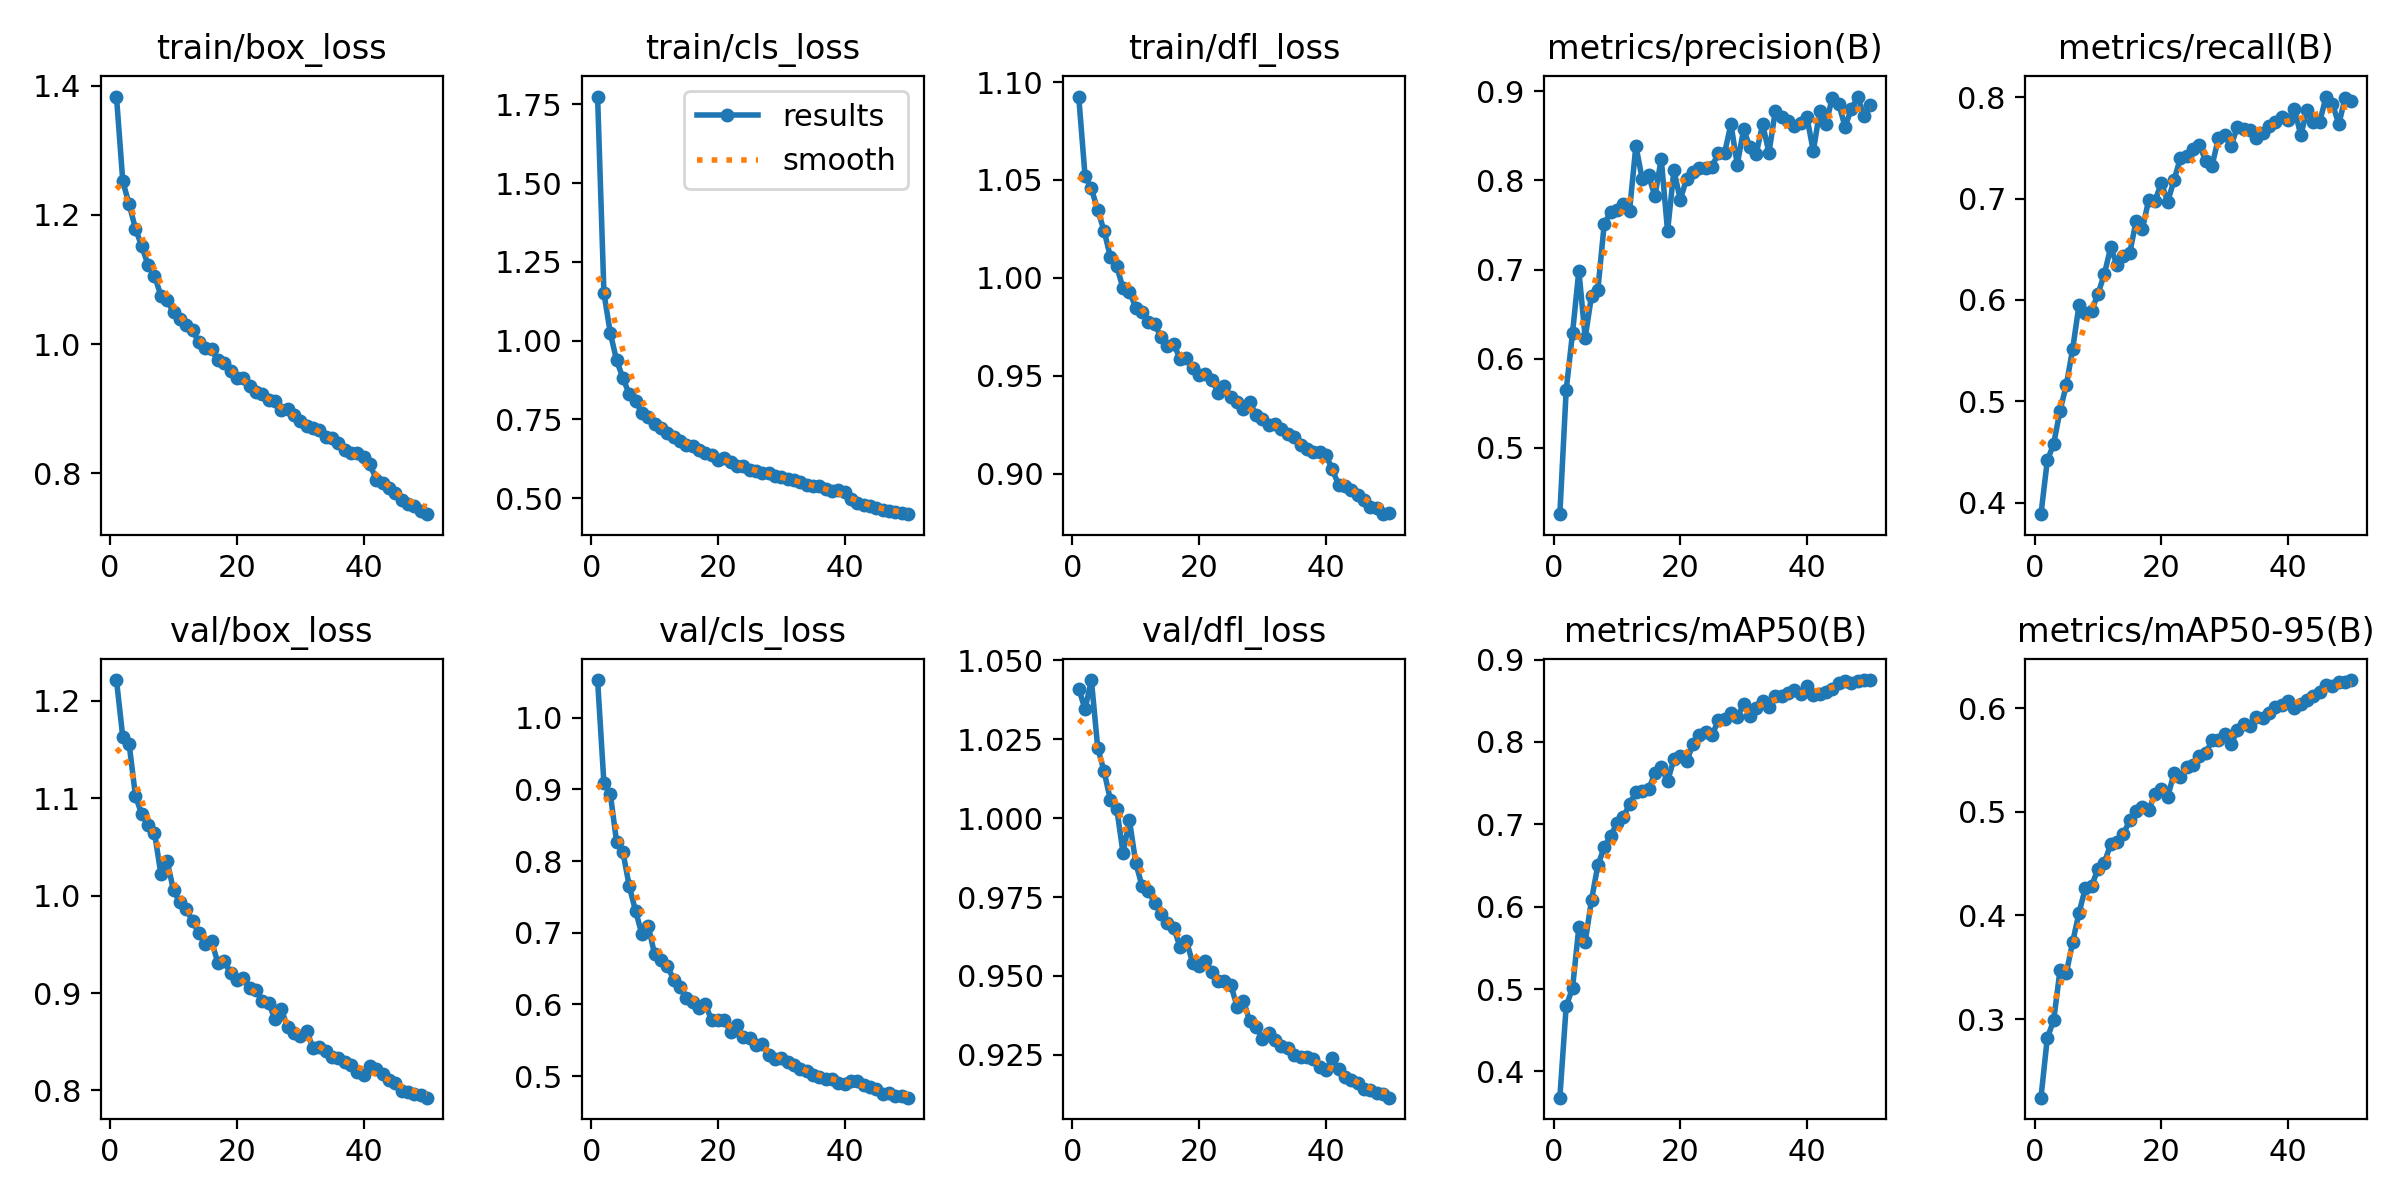 train/box_loss
1.4
1.2
1.0
0.8
0 20 40
train/cls_loss
results
smooth
1.75
1.50
1.25
1.00
0.75
0.50
0 20 40
train/dfl_loss
1.10
1.05
1.00
0.95
0.90
0 20 40
metrics/precision(B)
0.9
0.8
0.7
0.6
0.5
0 20 40
metrics/recall(B)
0.8
0.7
0.6
0.5
0.4
0 20 40
val/box_loss
1.2
1.1
1.0
0.9
0.8
0 20 40
val/cls_loss
1.0
0.9
0.8
0.7
0.6
0.5
0 20 40
val/dfl_loss
1.050
1.025
1.000
0.975
0.950
0.925
0 20 40
metrics/mAP50(B)
0.9
0.8
0.7
0.6
0.5
0.4
0 20 40
metrics/mAP50-95(B)
0.6
0.5
0.4
0.3
0 20 40